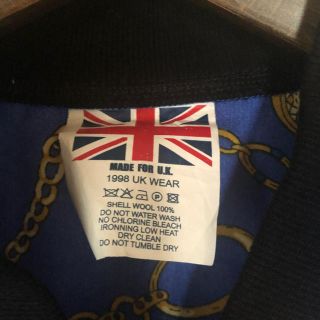 MADE FOR U.K.
1998 UK WEAR
SHELL WOOL 100%
DO NOT WATER WASH
NO CHLORINE BLEACH
IRONNING LOW HEAT
DRY CLEAN
DO NOT TUMBLE DRY